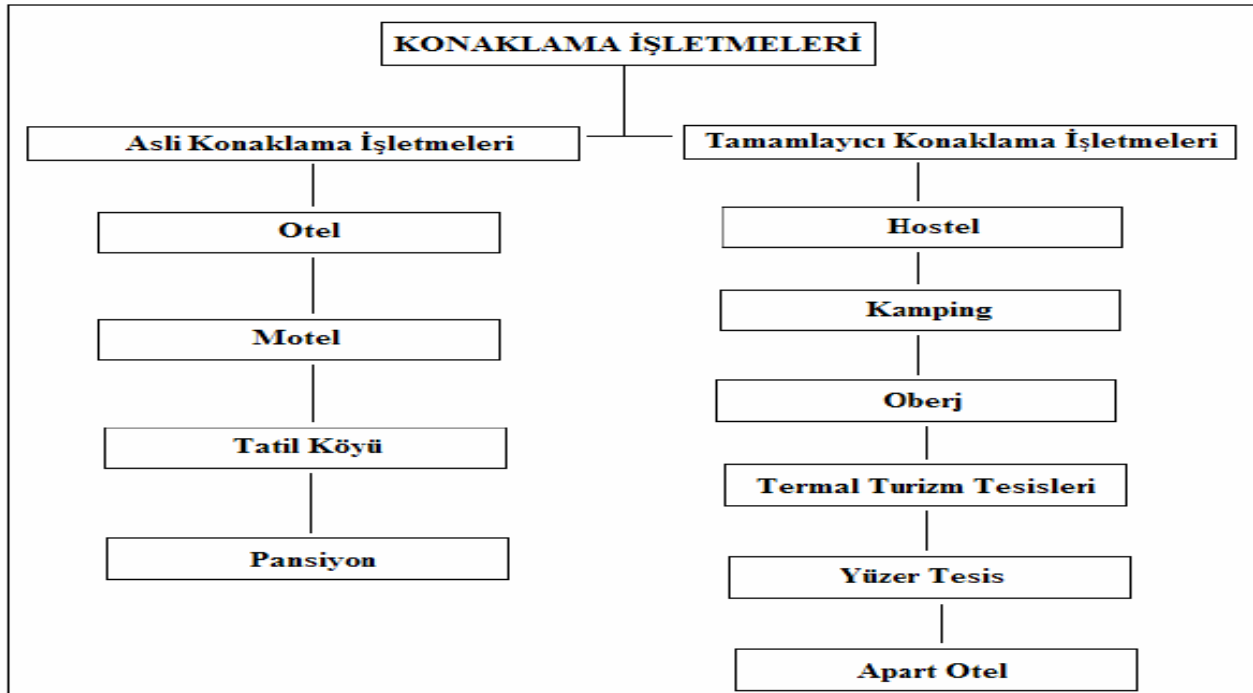 KONAKLAMA İŞLETMELERİ
Asli Konaklama İşletmeleri
Otel
Motel
Tatil Köyü
Pansiyon
Tamamlayıcı Konaklama İşletmeleri
Hostel
Kamping
Oberj
Termal Turizm Tesisleri
Yüzer Tesis
Apart Otel